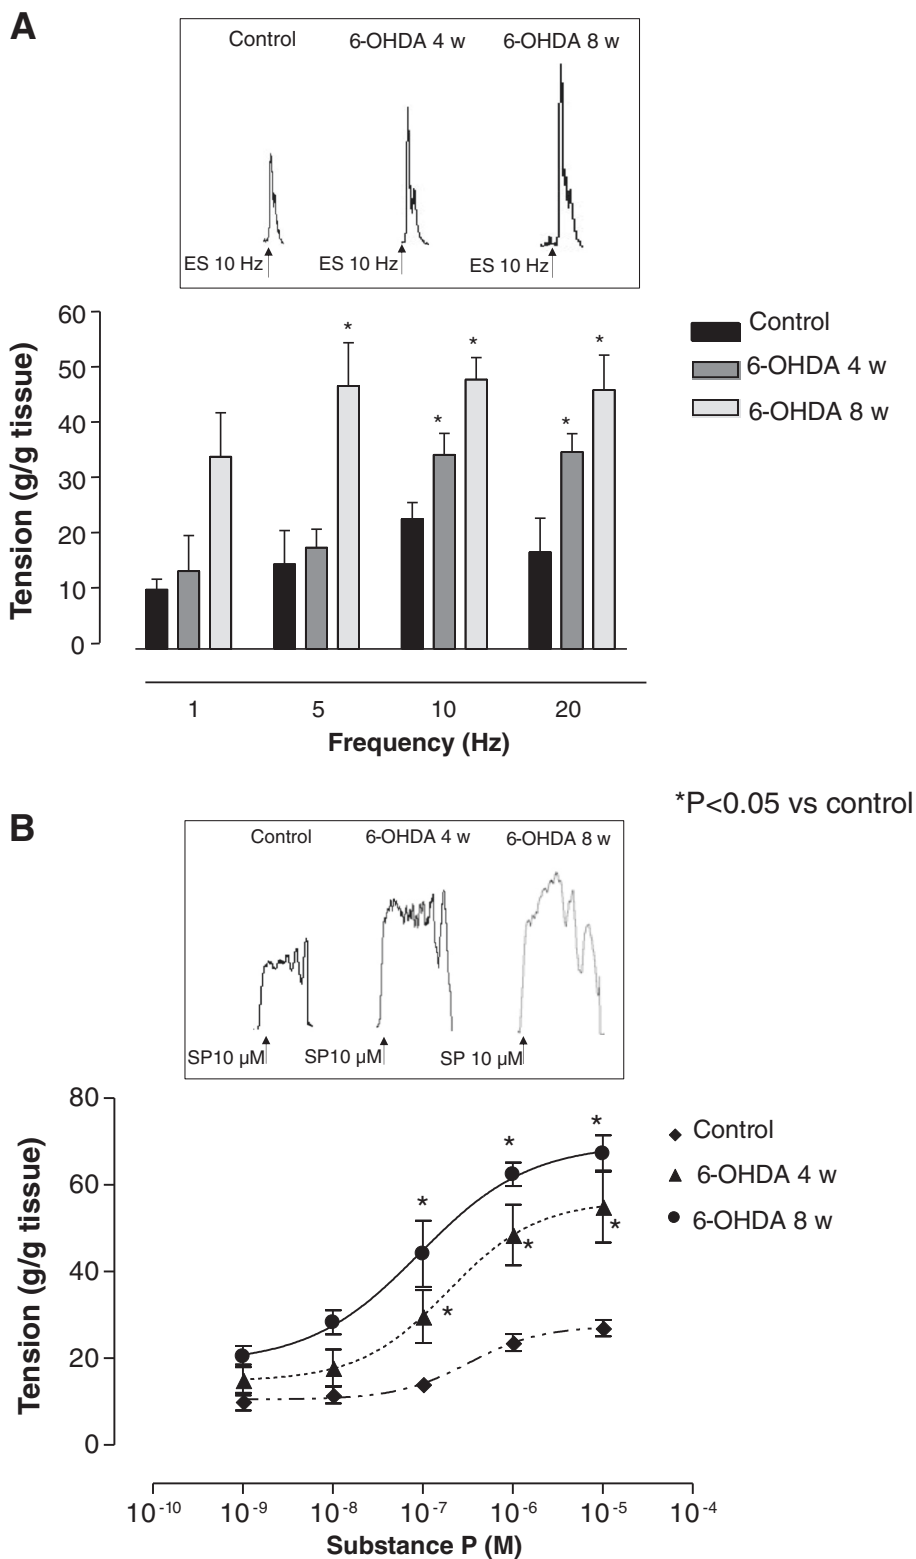 A
Control 6-OHDA 4 w 6-OHDA 8 w
ES 10 Hz ES 10 Hz ES 10 Hz
60
50
40
30
20
10
0
Tension (g/g tissue)
* * * * *
Control
6-OHDA 4 w
6-OHDA 8 w
1 5 10 20
Frequency (Hz)
*P<0.05 vs control
B
Control 6-OHDA 4 w 6-OHDA 8 w
SP10 µM SP10 µM SP 10 µM
80
60
40
20
0
Tension (g/g tissue)
* * * * * *
Control
6-OHDA 4 w
6-OHDA 8 w
10-10 10-9 10-8 10-7 10-6 10-5 10-4
Substance P (M)